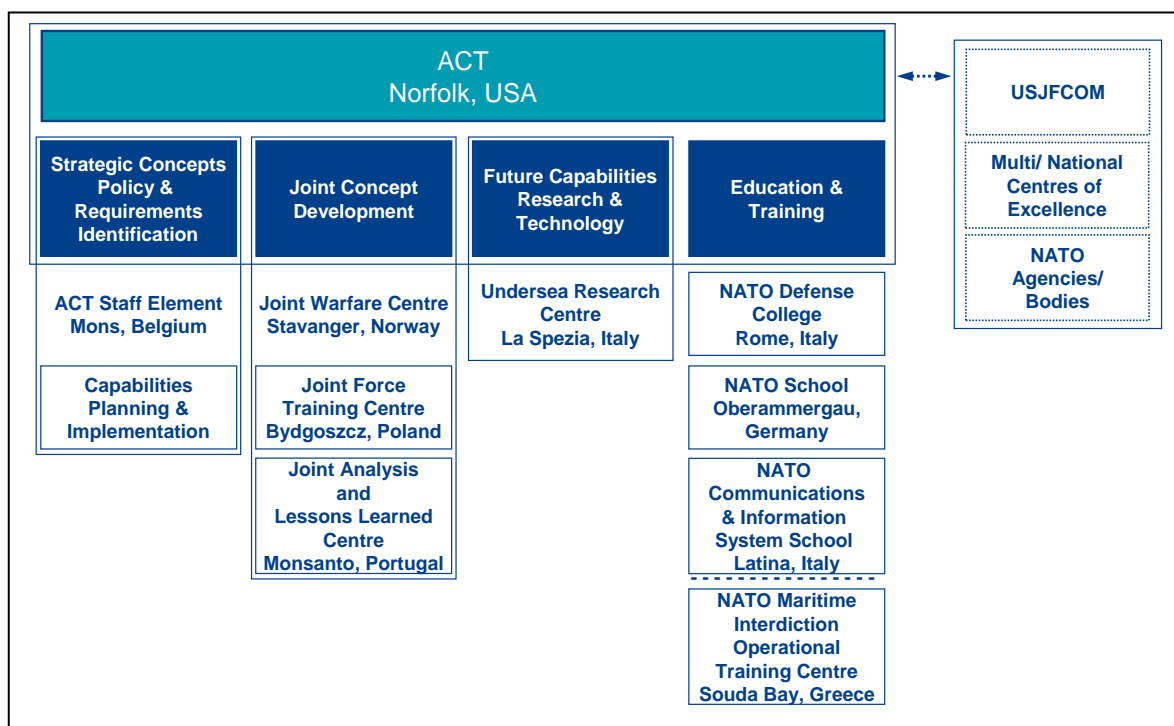 ACT
Norfolk, USA
Strategic Concepts
Policy &
Requirements
Identification
Joint Concept
Development
Future Capabilities
Research &
Technology
Education &
Training
ACT Staff Element
Mons, Belgium
Capabilities
Planning &
Implementation
Joint Warfare Centre
Stavanger, Norway
Joint Force
Training Centre
Bydgoszcz, Poland
Joint Analysis
and
Lessons Learned
Centre
Monsanto, Portugal
Undersea Research
Centre
La Spezia, Italy
NATO Defense
College
Rome, Italy
NATO School
Oberammergau,
Germany
NATO
Communications
& Information
System School
Latina, Italy
NATO Maritime
Interdiction
Operational
Training Centre
Souda Bay, Greece
USJFCOM
Multi/ National
Centres of
Excellence
NATO
Agencies/
Bodies